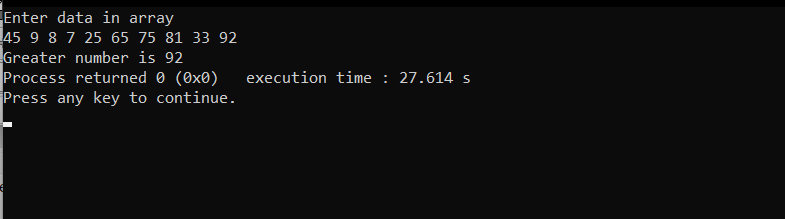 Enter data in array
45 9 8 7 25 65 75 81 33 92
Greater number is 92
Process returned 0 (0x0)   execution time : 27.614 s
Press any key to continue.